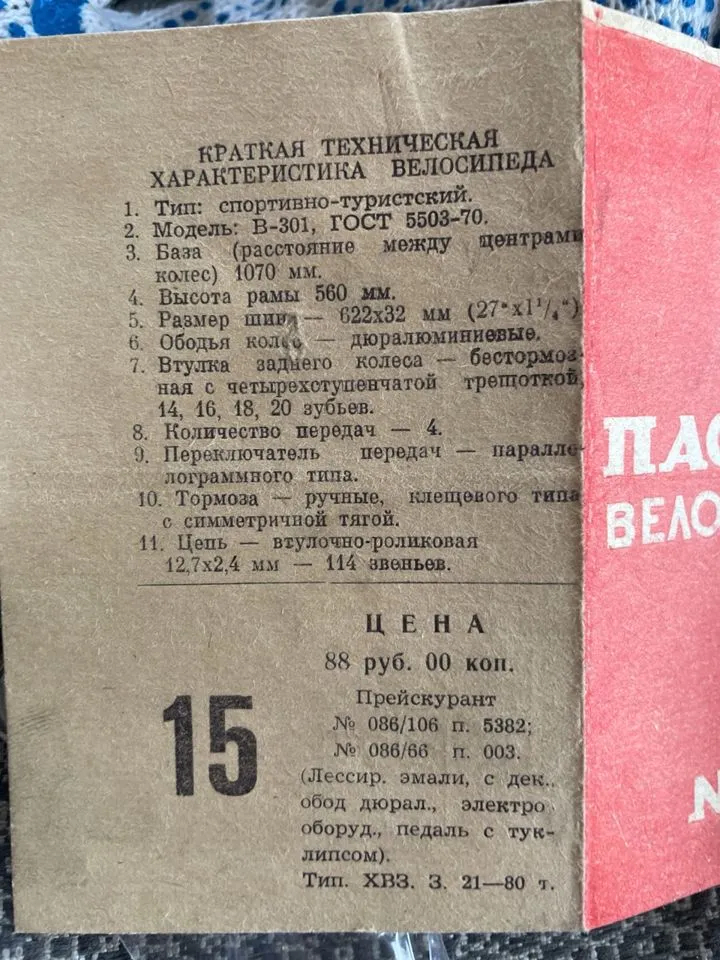 КРАТКАЯ ТЕХНИЧЕСКАЯ
ХАРАКТЕРИСТИКА ВЕЛОСИПЕДА
1. Тип: спортивно-туристский.
2. Модель: В-301, ГОСТ 5503-70.
3. База (расстояние между центрами
колес) 1070 мм.
4. Высота рамы 560 мм.
5. Размер шин — 622х32 мм (27"х1¹/₄")
6. Ободья колес — дюралюминиевые.
7. Втулка заднего колеса — бестормоз-
ная с четырехступенчатой трещоткой,
14, 16, 18, 20 зубьев.
8. Количество передач — 4.
9. Переключатель передач — паралле-
лограммного типа.
10. Тормоза — ручные, клещевого типа
с симметричной тягой.
11. Цепь — втулочно-роликовая
12,7х2,4 мм — 114 звеньев.
ЦЕНА
88 руб. 00 коп.
Прейскурант
№ 086/106 п. 5382;
№ 086/66 п. 003.
(Лессир. эмали, с дек.,
обод дюрал., электро
оборуд., педаль с тук-
липсом).
Тип. ХВЗ. З. 21—80 т.
15
ПАС
ВЕЛО